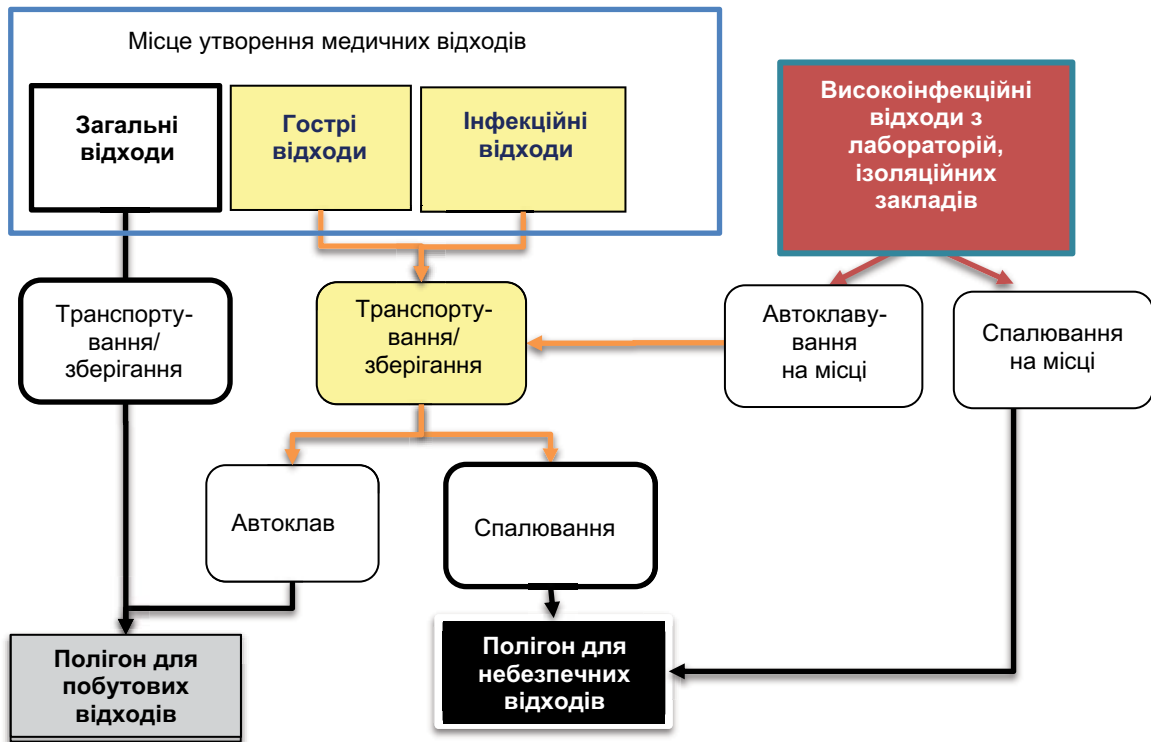 Місце утворення медичних відходів
Загальні
відходи
Гострі
відходи
Інфекційні
відходи
Високоінфекційні
відходи з
лабораторій,
ізоляційних
закладів
Транспорту-
вання/
зберігання
Транспорту-
вання/
зберігання
Автоклаву-
вання
на місці
Спалювання
на місці
Автоклав
Спалювання
Полігон для
побутових
відходів
Полігон для
небезпечних
відходів